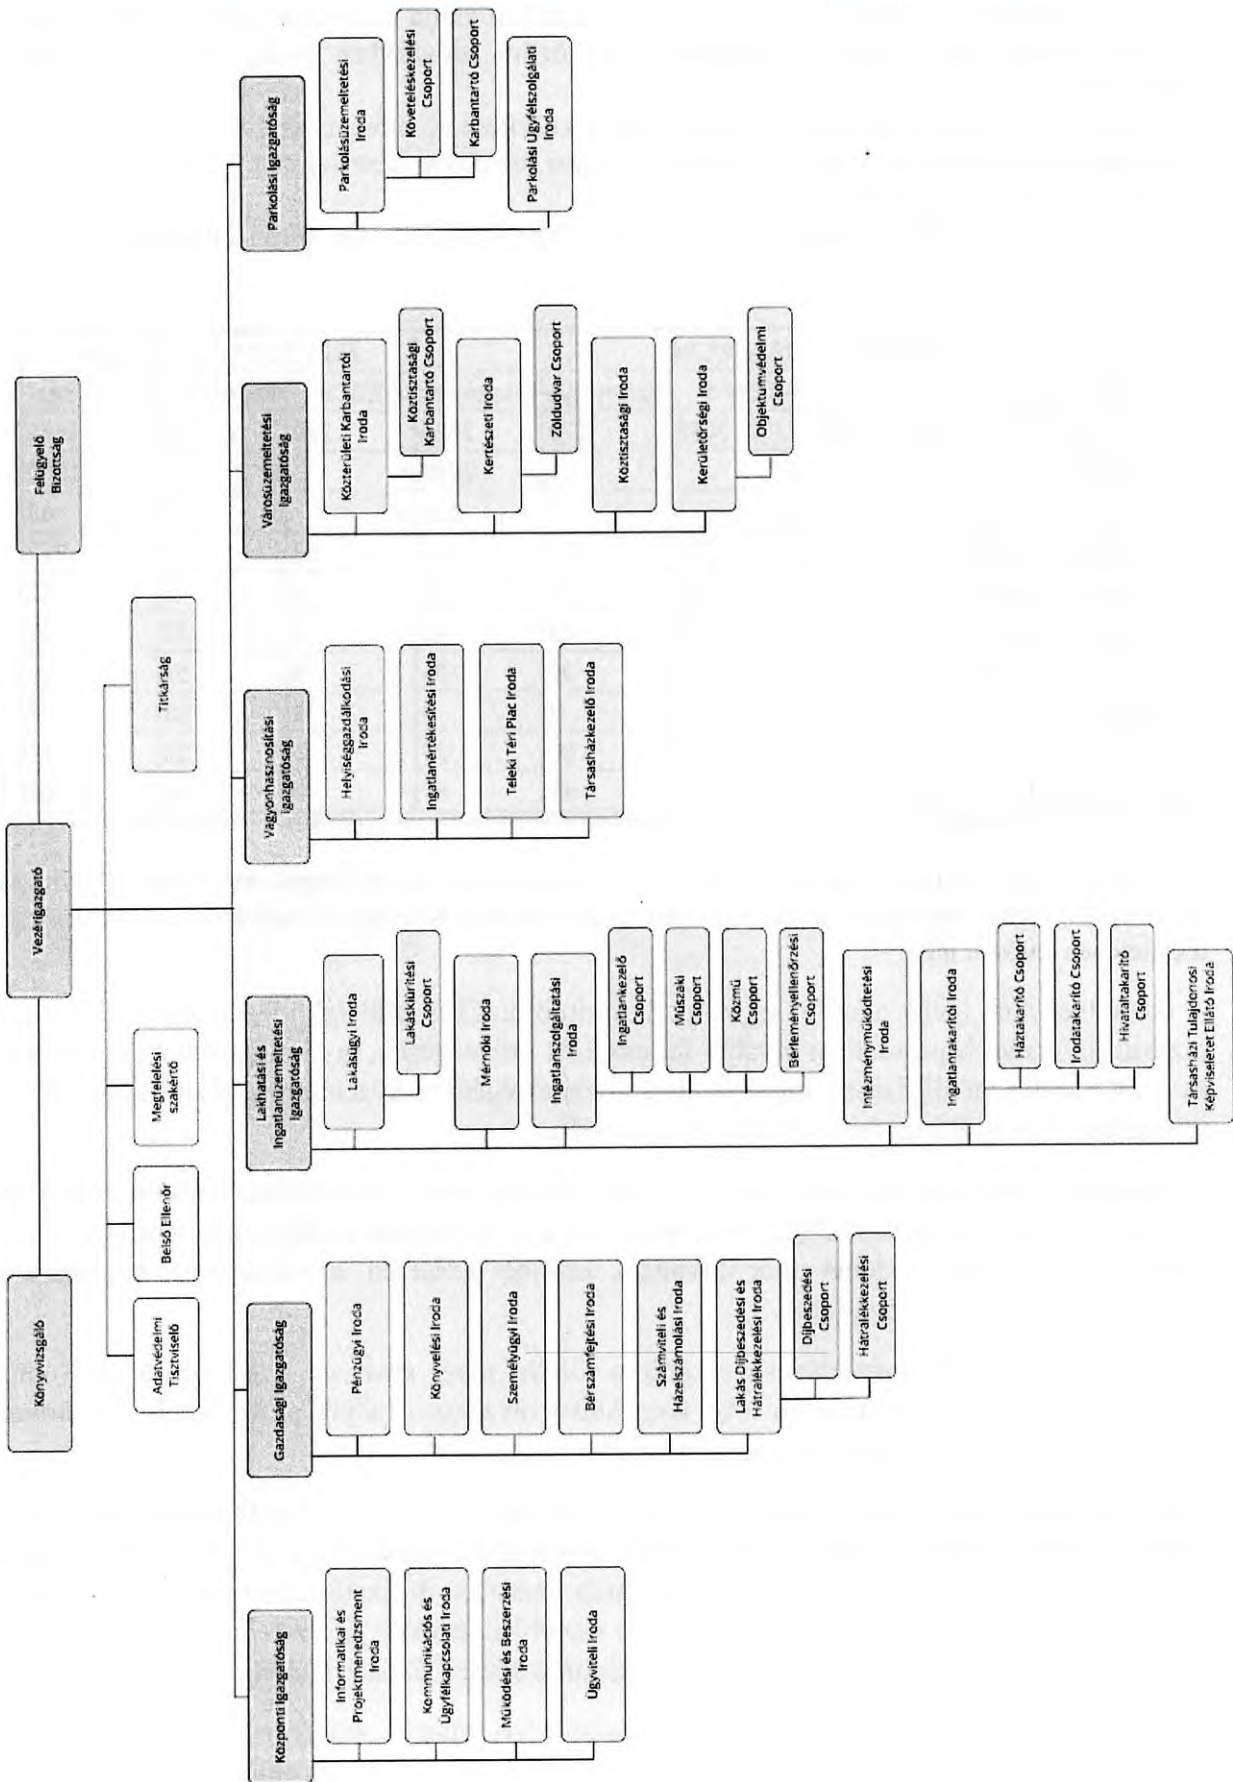 Könyvvizsgáló
Vezérigazgató
Felügyelő
Bizottság
Adatvédelmi
Tisztviselő
Belső Ellenőr
Megfelelési
szakértő
Titkárság
Központi Igazgatóság
Informatikai és
Projektmenedzsment
Iroda
Kommunikációs és
Ügyfélkapcsolati Iroda
Működési és Beszerzési
Iroda
Ügyviteli Iroda
Gazdasági Igazgatóság
Pénzügyi Iroda
Könyvelési Iroda
Személyügyi Iroda
Bérszámfejtési Iroda
Számviteli és
Házelszámolási Iroda
Lakás Díjbeszedési és
Hátralékkezelési Iroda
Díjbeszedési
Csoport
Hátralékkezelési
Csoport
Lakhatási és
Ingatlanüzemeltetési
Igazgatóság
Lakásügyi Iroda
Lakáskiürítési
Csoport
Mérnöki Iroda
Ingatlanszolgáltatási
Iroda
Ingatlankezelő
Csoport
Műszaki
Csoport
Közmű
Csoport
Bérleményellenőrzési
Csoport
Intézményműködtetési
Iroda
Ingatlantakarítói Iroda
Háztakarító Csoport
Irodatakarító Csoport
Hivataltakarító
Csoport
Társasházi Tulajdonosi
Képviseletet Ellátó Iroda
Vagyonhasznosítási
Igazgatóság
Helyiséggazdálkodási
Iroda
Ingatlanértékesítési Iroda
Teleki Téri Piac Iroda
Társasházkezelő Iroda
Városüzemeltetési
Igazgatóság
Közterületi Karbantartói
Iroda
Köztisztasági
Karbantartó Csoport
Kertészeti Iroda
Zöldudvar Csoport
Köztisztasági Iroda
Kerületőrségi Iroda
Objektumvédelmi
Csoport
Parkolási Igazgatóság
Parkolásüzemeltetési
Iroda
Követeléskezelési
Csoport
Karbantartó Csoport
Parkolási Ügyfélszolgálati
Iroda